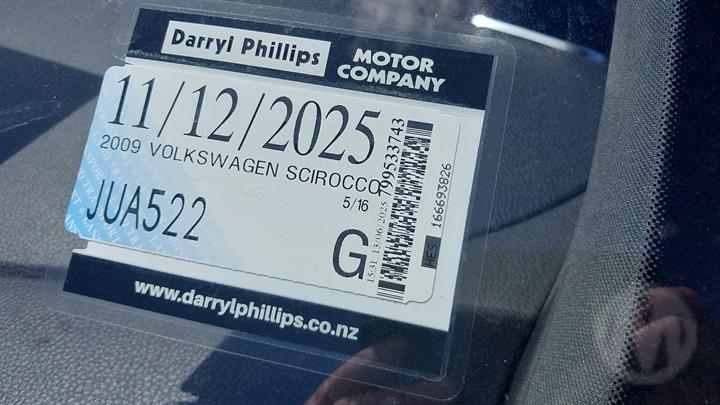 Darryl Phillips
MOTOR
COMPANY
11/12/2025
2009 VOLKSWAGEN SCIROCCO
5/16
JUA522
G
15:31 13/06/2025 799533743
HES 166693826
www.darrylphillips.co.nz